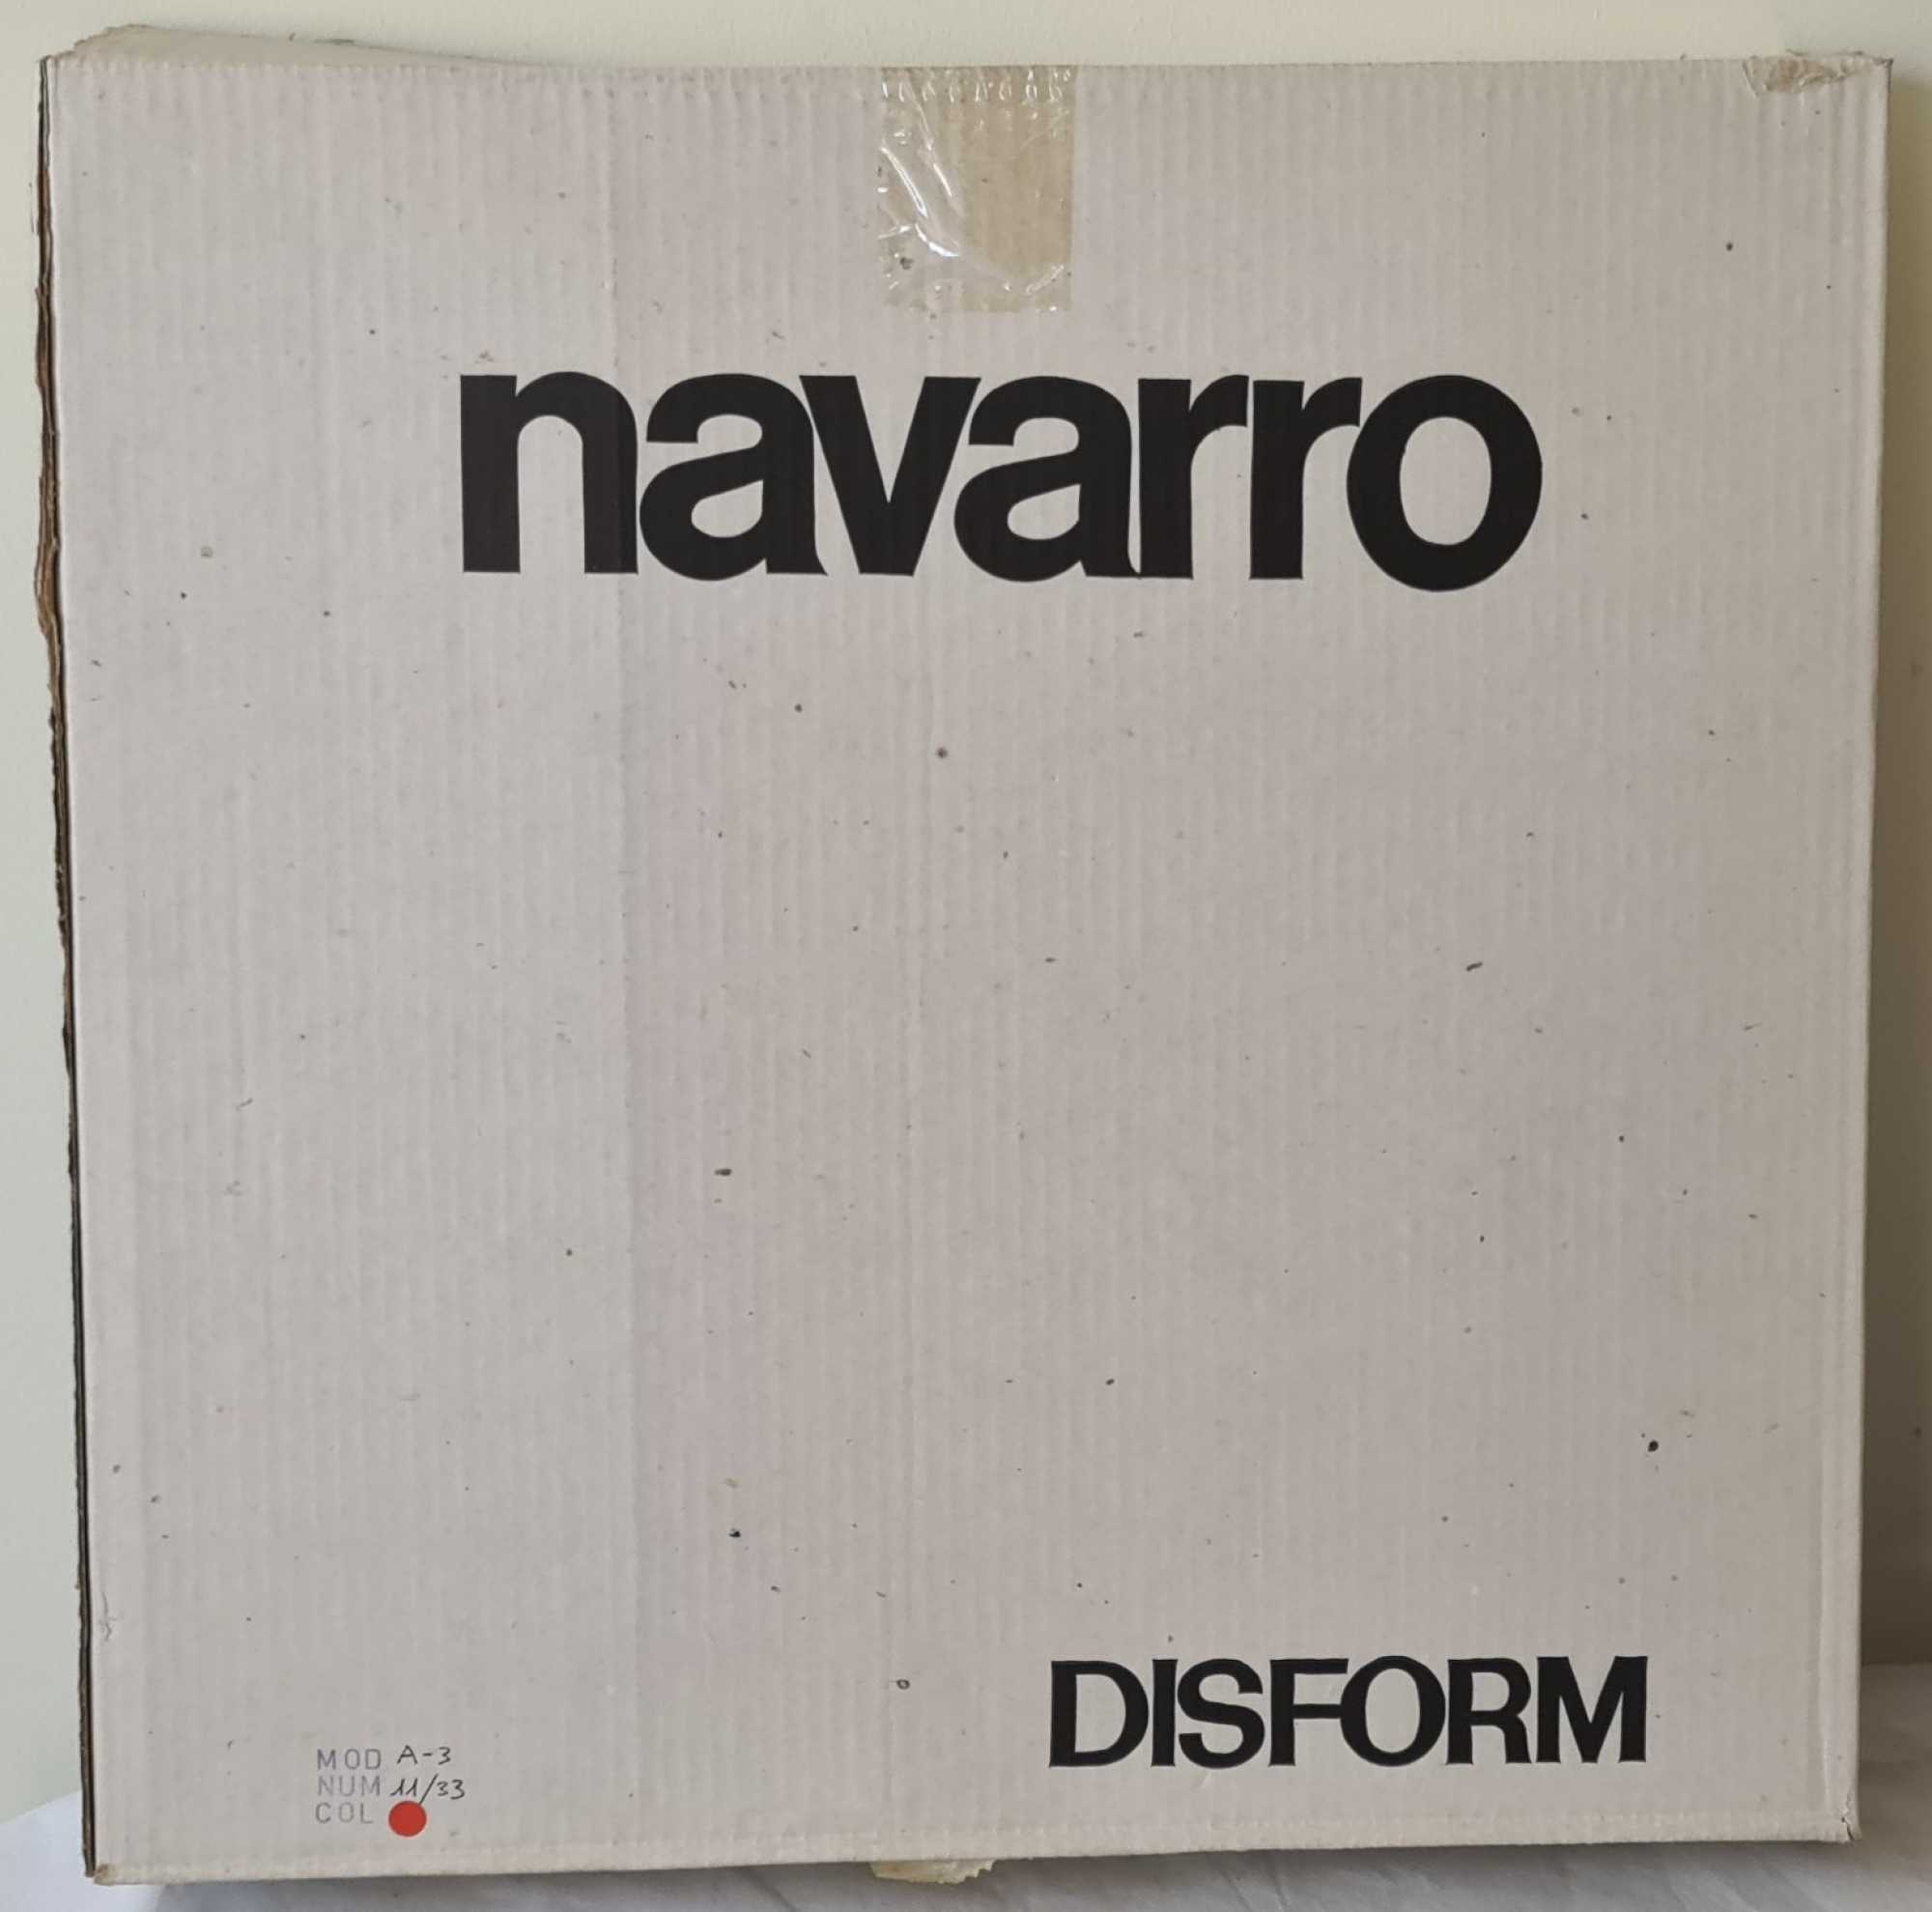 navarro
DISFORM
MOD A-3
NUM 11/33
COL